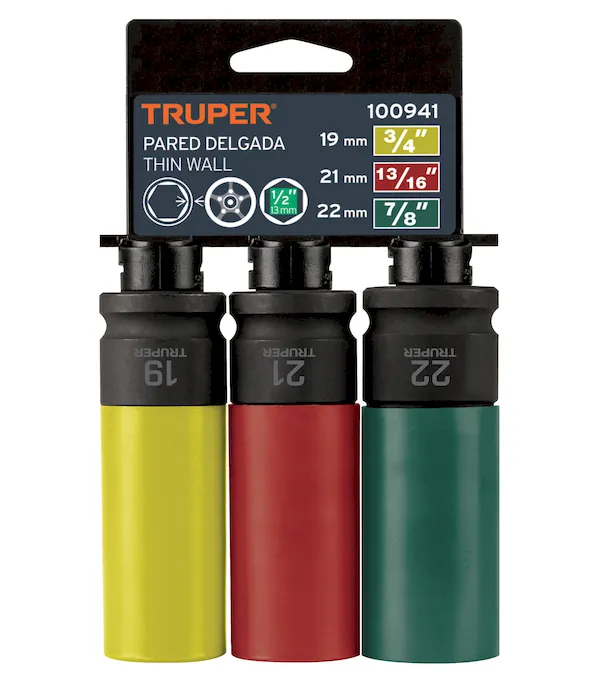 TRUPER®
100941
PARED DELGADA
THIN WALL
1/2"
13 mm
19 mm 3/4"
21 mm 13/16"
22 mm 7/8"
19
TRUPER
21
TRUPER
22
TRUPER